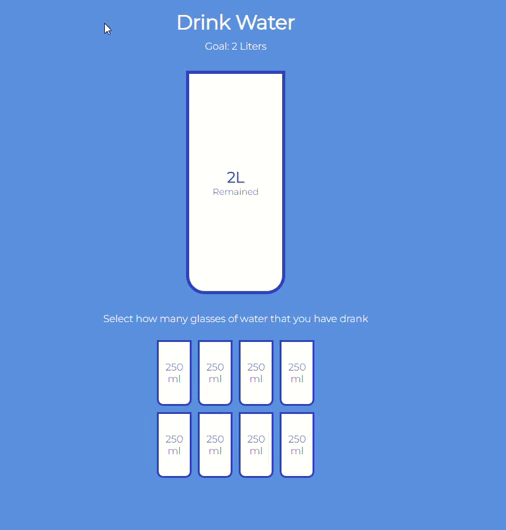 Drink Water
Goal: 2 Liters
2L
Remained
Select how many glasses of water that you have drank
250 250 250 250
ml ml ml ml
250 250 250 250
ml ml ml ml